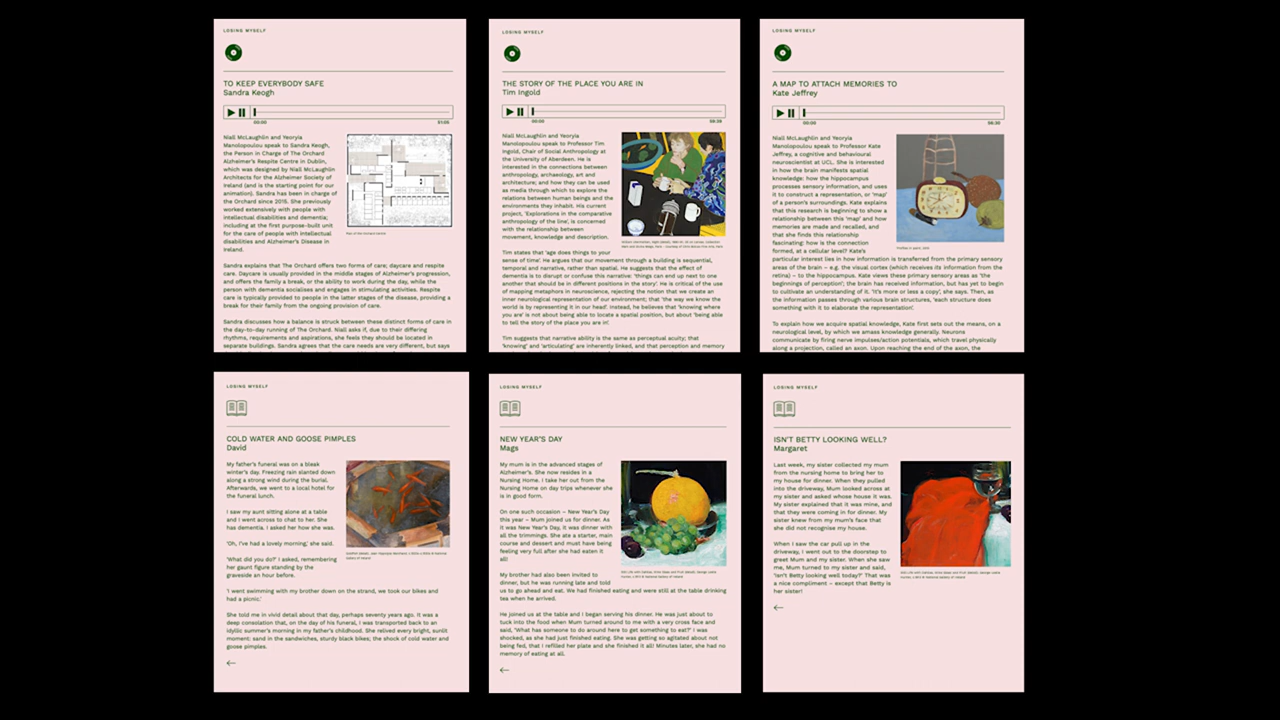 LOSING MYSELF
TO KEEP EVERYBODY SAFE
Sandra Keogh
00:00 51:05
Niall McLaughlin and Yeoryia
Manolopoulou speak to Sandra Keogh,
the Person in Charge of The Orchard
Alzheimer's Respite Centre in Dublin,
which was designed by Niall McLaughlin
Architects for the Alzheimer Society of
Ireland (and is the starting point for our
animation). Sandra has been in charge of
the Orchard since 2015. She previously
worked extensively with people with
intellectual disabilities and dementia;
including at the first purpose-built unit
for the care of people with intellectual
disabilities and Alzheimer's Disease in
Ireland.
Plan of the Orchard Centre
Sandra explains that The Orchard offers two forms of care; daycare and respite
care. Daycare is usually provided in the middle stages of Alzheimer's progression,
and offers the family a break, or the ability to work during the day, while the
person with dementia socialises and engages in stimulating activities. Respite
care is typically provided to people in the latter stages of the disease, providing a
break for their family from the ongoing provision of care.
Sandra discusses how a balance is struck between these distinct forms of care in
the day-to-day running of The Orchard. Niall asks if, due to their differing
rhythms, requirements and aspirations, she feels they should be located in
separate buildings. Sandra agrees that the care needs are very different, but says
LOSING MYSELF
THE STORY OF THE PLACE YOU ARE IN
Tim Ingold
00:00
Niall McLaughlin and Yeoryia
Manolopoulou speak to Professor Tim
Ingold, Chair of Social Anthropology at
the University of Aberdeen. He is
interested in the connections between
anthropology, archaeology, art and
architecture; and how they can be used
as media through which to explore the
relations between human beings and the
environments they inhabit. His current
project, 'Explorations in the comparative
anthropology of the line', is concerned
with the relationship between
movement, knowledge and description.
Tim states that 'age does things to your
sense of time'. He argues that our movement through a building is sequential,
temporal and narrative, rather than spatial. He suggests that the effect of
dementia is to disrupt or confuse this narrative: 'things can end up next to one
another that should be in different positions in the story'. He is critical of the use
of mapping metaphors in neuroscience, rejecting the notion that we create an
inner neurological representation of our environment; that 'the way we know the
world is by representing it in our head'. Instead, he believes that 'knowing where
you are' is not about being able to locate a spatial position, but about 'being able
to tell the story of the place you are in'.
Tim suggests that narrative ability is the same as perceptual acuity; that
'knowing' and 'articulating' are inherently linked, and that perception and memory
LOSING MYSELF
A MAP TO ATTACH MEMORIES TO
Kate Jeffrey
00:00
Niall McLaughlin and Yeoryia
Manolopoulou speak to Professor Kate
Jeffrey, a cognitive and behavioural
neuroscientist at UCL. She is interested
in how the brain manifests spatial
knowledge: how the hippocampus
processes sensory information, and uses
it to construct a representation, or 'map'
of a person's surroundings. Kate explains
that this research is beginning to show a
relationship between this 'map' and how
memories are made and recalled, and
that she finds this relationship
fascinating: how is the connection
formed, at a cellular level? Kate's
particular interest lies in how information is transferred from the primary sensory
areas of the brain – e.g. the visual cortex (which receives its information from the
retina) – to the hippocampus. Kate views these primary sensory areas as 'the
beginnings of perception'; the brain has received information, but has yet to begin
to cultivate an understanding of it. 'It's more or less a copy', she says. Then, as
the information passes through various brain structures, 'each structure does
something with it to elaborate the representation'.
To explain how we acquire spatial knowledge, Kate first sets out the means, on a
neurological level, by which we amass knowledge generally. Neurons
communicate by firing nerve impulses/action potentials, which travel physically
along a projection, called an axon. Upon reaching the end of the axon, the
LOSING MYSELF
COLD WATER AND GOOSE PIMPLES
David
My father's funeral was on a bleak
winter's day. Freezing rain slanted down
along a strong wind during the burial.
Afterwards, we went to a local hotel for
the funeral lunch.
I saw my aunt sitting alone at a table
and I went across to chat to her. She
has dementia. I asked her how she was.
'Oh, I've had a lovely morning,' she said.
'What did you do?' I asked, remembering
her gaunt figure standing by the
graveside an hour before.
'I went swimming with my brother down on the strand, we took our bikes and
had a picnic.'
She told me in vivid detail about that day, perhaps seventy years ago. It was a
deep consolation that, on the day of his funeral, I was transported back to an
idyllic summer's morning in my father's childhood. She relived every bright, sunlit
moment: sand in the sandwiches, sturdy black bikes; the shock of cold water and
goose pimples.
LOSING MYSELF
NEW YEAR'S DAY
Mags
My mum is in the advanced stages of
Alzheimer's. She now resides in a
Nursing Home. I take her out from the
Nursing Home on day trips whenever she
is in good form.
On one such occasion – New Year's Day
this year – Mum joined us for dinner. As
it was New Year's Day, it was dinner with
all the trimmings. She ate a starter, main
course and dessert and must have being
feeling very full after she had eaten it
all!
My brother had also been invited to
dinner, but he was running late and told
us to go ahead and eat. We had finished eating and were still at the table drinking
tea when he arrived.
He joined us at the table and I began serving his dinner. He was just about to
tuck into the food when Mum turned around to me with a very cross face and
said, 'What has someone to do around here to get something to eat?' I was
shocked, as she had just finished eating. She was getting so agitated about not
being fed, that I refilled her plate and she finished it all! Minutes later, she had no
memory of eating at all.
LOSING MYSELF
ISN'T BETTY LOOKING WELL?
Margaret
Last week, my sister collected my mum
from the nursing home to bring her to
my house for dinner. When they pulled
into the driveway, Mum looked across at
my sister and asked whose house it was.
My sister explained that it was mine, and
that they were coming in for dinner. My
sister knew from my mum's face that
she did not recognise my house.
When I saw the car pull up in the
driveway, I went out to the doorstep to
greet Mum and my sister. When she saw
me, Mum turned to my sister and said,
'Isn't Betty looking well today?' That was
a nice compliment – except that Betty is
her sister!